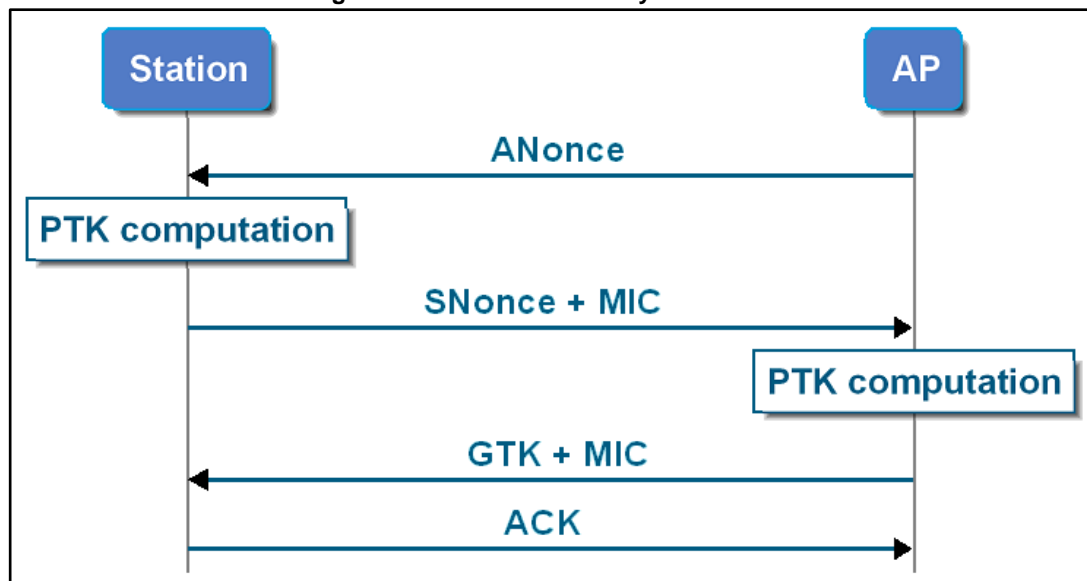 Station
AP
ANonce
PTK computation
SNonce + MIC
PTK computation
GTK + MIC
ACK